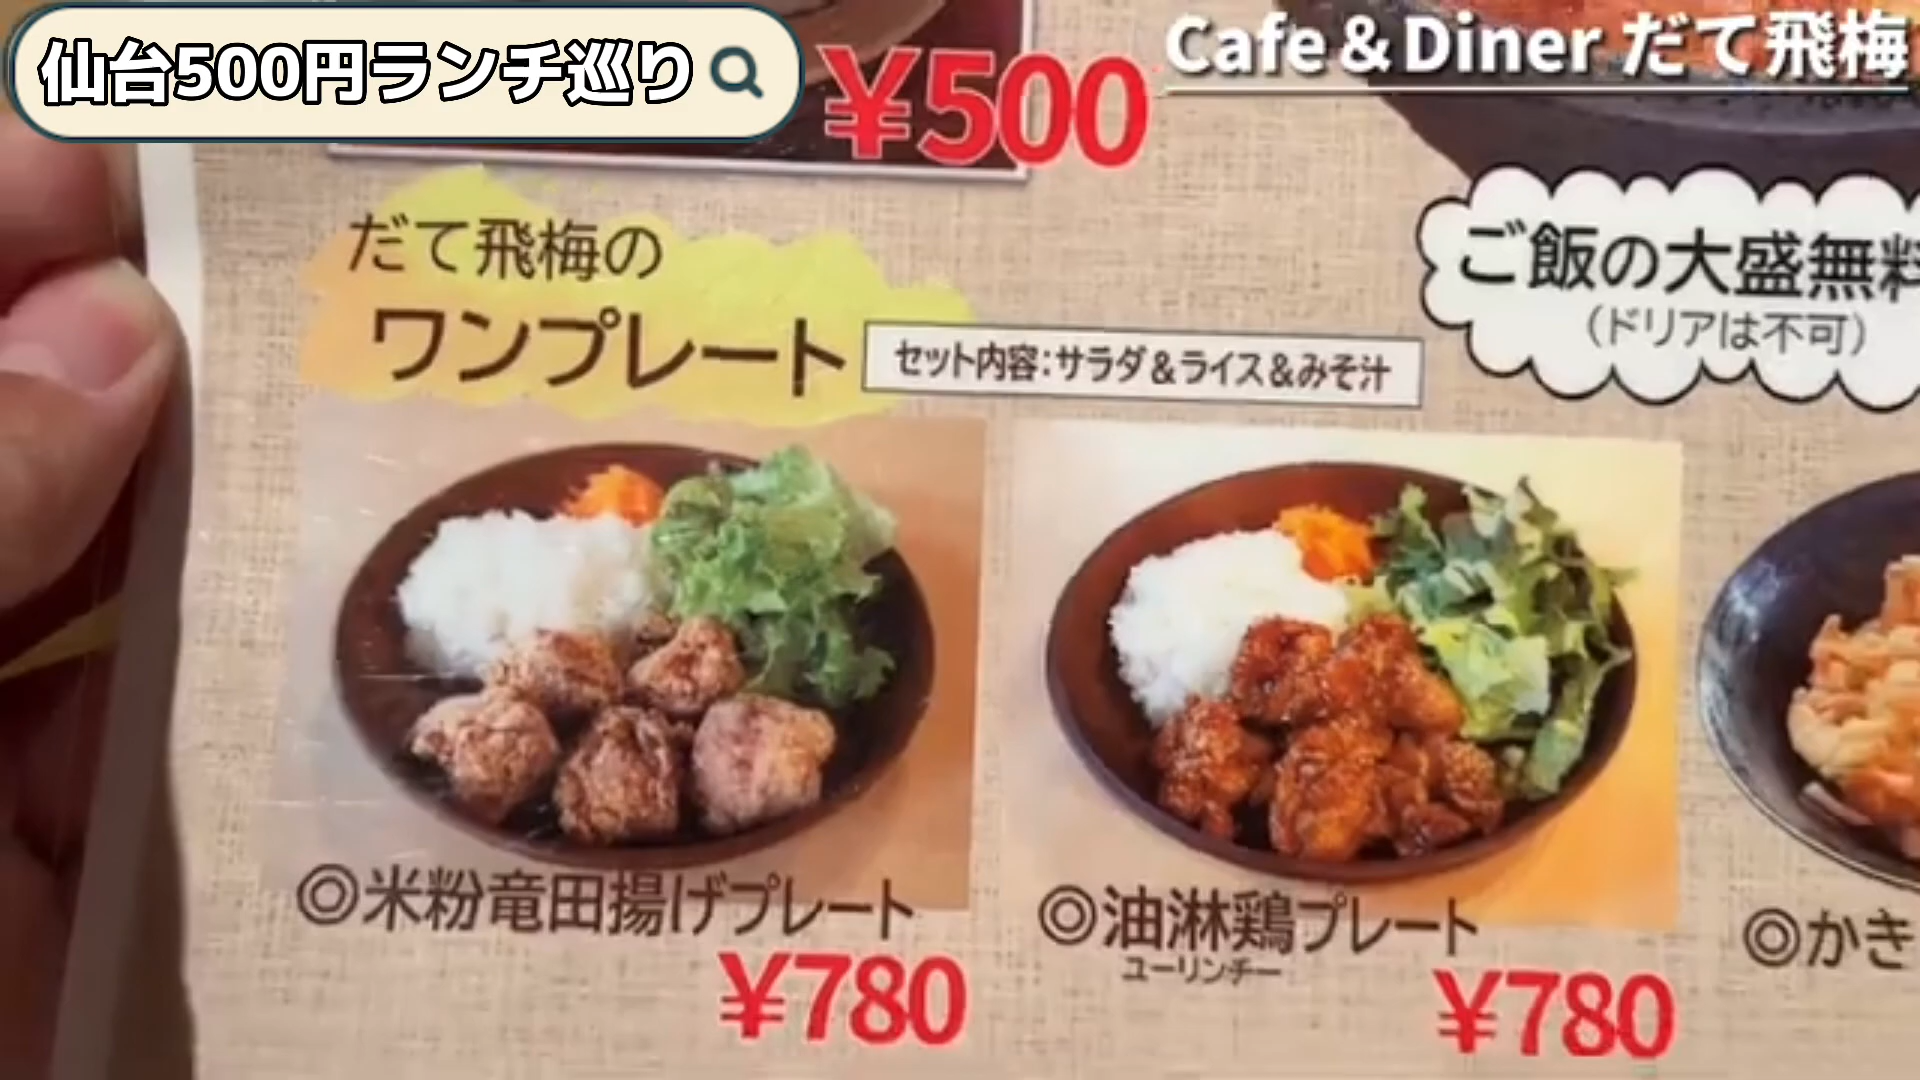 仙台500円ランチ巡り
Cafe＆Diner だて飛梅
¥500
だて飛梅の
ワンプレート
セット内容:サラダ&ライス&みそ汁
ご飯の大盛無料
(ドリアは不可)
◎米粉竜田揚げプレート
¥780
◎油淋鶏プレート
ユーリンチー
¥780
◎かき